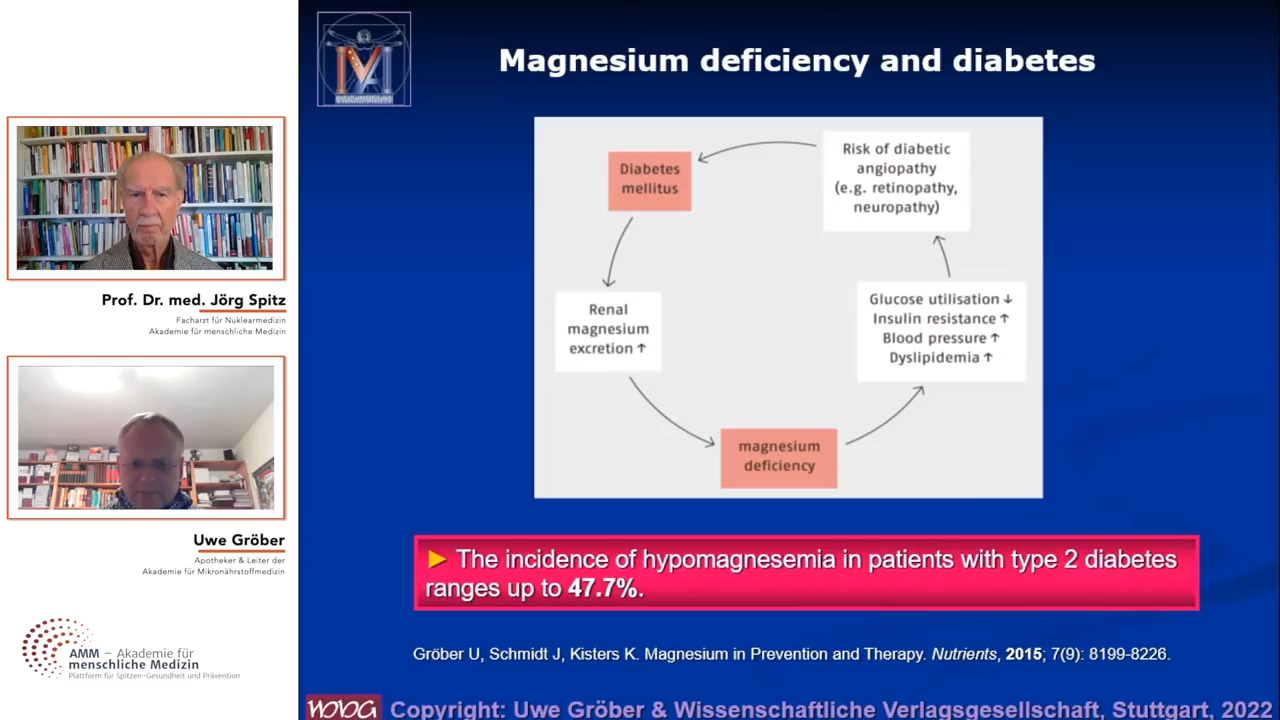 Prof. Dr. med. Jörg Spitz
Facharzt für Nuklearmedizin
Akademie für menschliche Medizin
Uwe Gröber
Apotheker & Leiter der
Akademie für Mikronährstoffmedizin
AMM – Akademie für
menschliche Medizin
Plattform für Spitzen-Gesundheit und Prävention
Magnesium deficiency and diabetes
Diabetes
mellitus
Renal
magnesium
excretion ↑
magnesium
deficiency
Glucose utilisation ↓
Insulin resistance ↑
Blood pressure ↑
Dyslipidemia ↑
Risk of diabetic
angiopathy
(e.g. retinopathy,
neuropathy)
► The incidence of hypomagnesemia in patients with type 2 diabetes
ranges up to 47.7%.
Gröber U, Schmidt J, Kisters K. Magnesium in Prevention and Therapy. Nutrients, 2015; 7(9): 8199-8226.
Copyright: Uwe Gröber & Wissenschaftliche Verlagsgesellschaft, Stuttgart, 2022